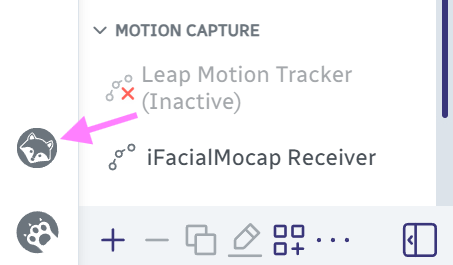 MOTION CAPTURE
Leap Motion Tracker
(Inactive)
iFacialMocap Receiver